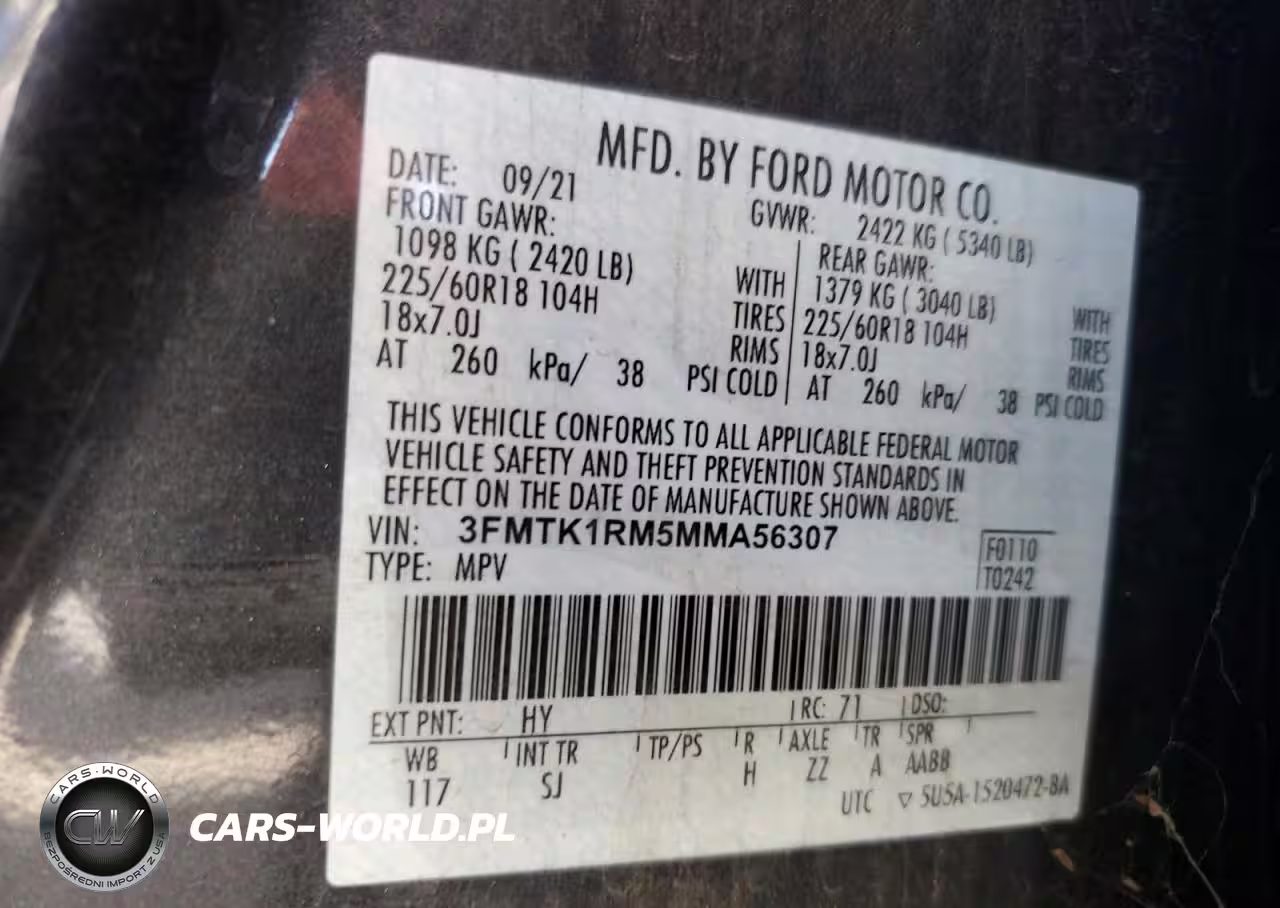 MFD. BY FORD MOTOR CO.
DATE: 09/21
GVWR: 2422 KG ( 5340 LB)
FRONT GAWR:
1098 KG ( 2420 LB) WITH
225/60R18 104H TIRES
18x7.0J RIMS
AT 260 kPa/ 38 PSI COLD
REAR GAWR:
1379 KG ( 3040 LB) WITH
225/60R18 104H TIRES
18x7.0J RIMS
AT 260 kPa/ 38 PSI COLD
THIS VEHICLE CONFORMS TO ALL APPLICABLE FEDERAL MOTOR
VEHICLE SAFETY AND THEFT PREVENTION STANDARDS IN
EFFECT ON THE DATE OF MANUFACTURE SHOWN ABOVE.
VIN: 3FMTK1RM5MMA56307
TYPE: MPV
F0110
T0242
EXT PNT: HY RC: 71 DSO:
WB INT TR TP/PS R AXLE TR SPR
117 SJ H ZZ A AABB
UTC ▽ 5U5A-1520472-BA
CARS-WORLD
CW
BEZPOŚREDNI IMPORT Z USA
CARS-WORLD.PL